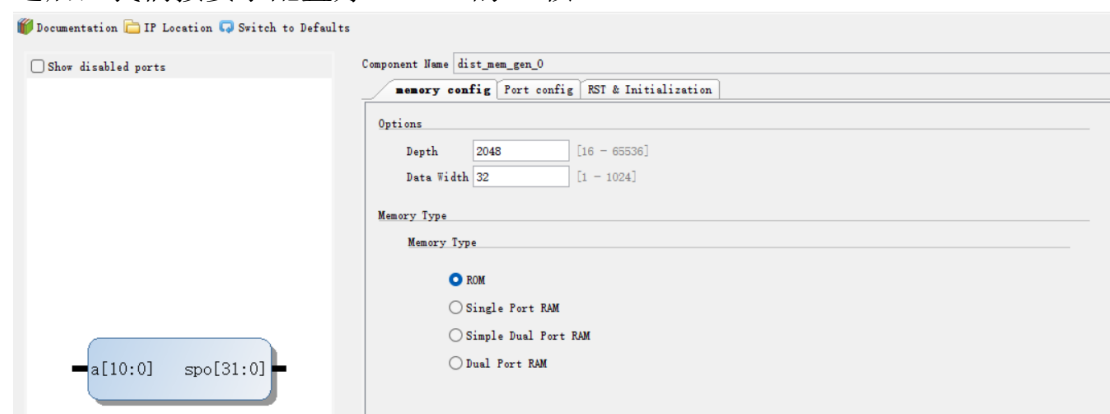 Documentation IP Location Switch to Defaults
Show disabled ports
Component Name dist_mem_gen_0
memory config Port config RST & Initialization
Options
Depth 2048 [16 - 65536]
Data Width 32 [1 - 1024]
Memory Type
Memory Type
ROM
Single Port RAM
Simple Dual Port RAM
Dual Port RAM
a[10:0] spo[31:0]